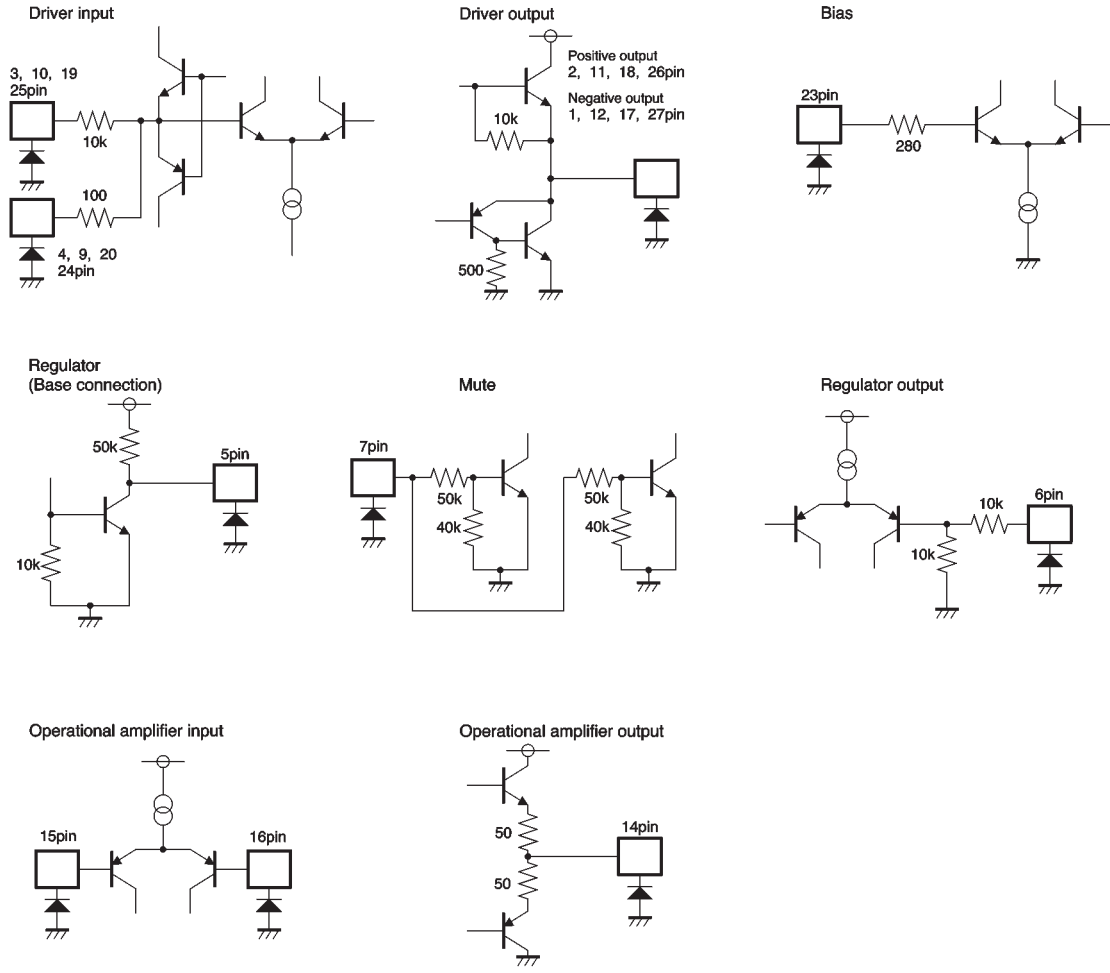 Driver input
3, 10, 19
25pin
10k
100
4, 9, 20
24pin
Driver output
Positive output
2, 11, 18, 26pin
Negative output
1, 12, 17, 27pin
10k
500
Bias
23pin
280
Regulator
(Base connection)
50k
5pin
10k
Mute
7pin
50k
40k
50k
40k
Regulator output
10k
6pin
10k
Operational amplifier input
15pin
16pin
Operational amplifier output
50
14pin
50